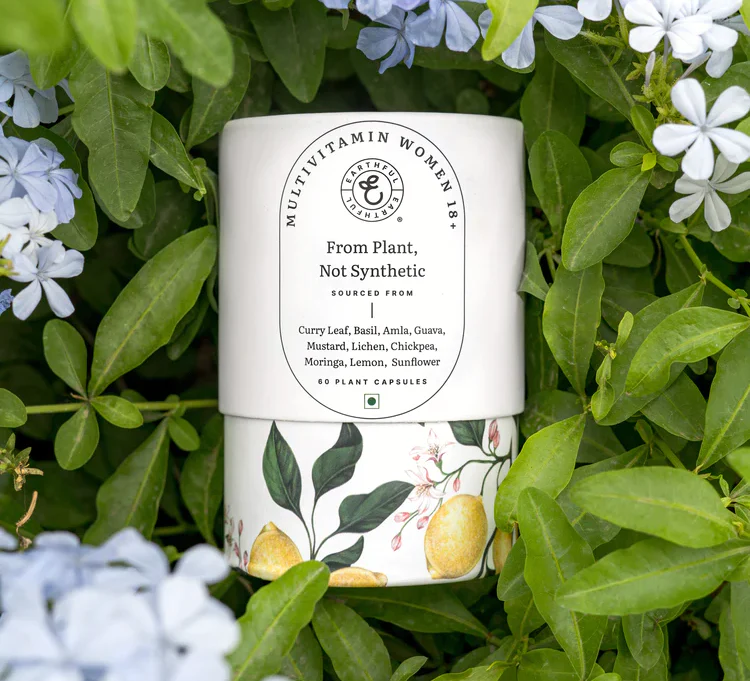 MULTIVITAMIN WOMEN 18+
EARTHFUL
EARTHFUL
®
From Plant,
Not Synthetic
SOURCED FROM
Curry Leaf, Basil, Amla, Guava,
Mustard, Lichen, Chickpea,
Moringa, Lemon, Sunflower
60 PLANT CAPSULES